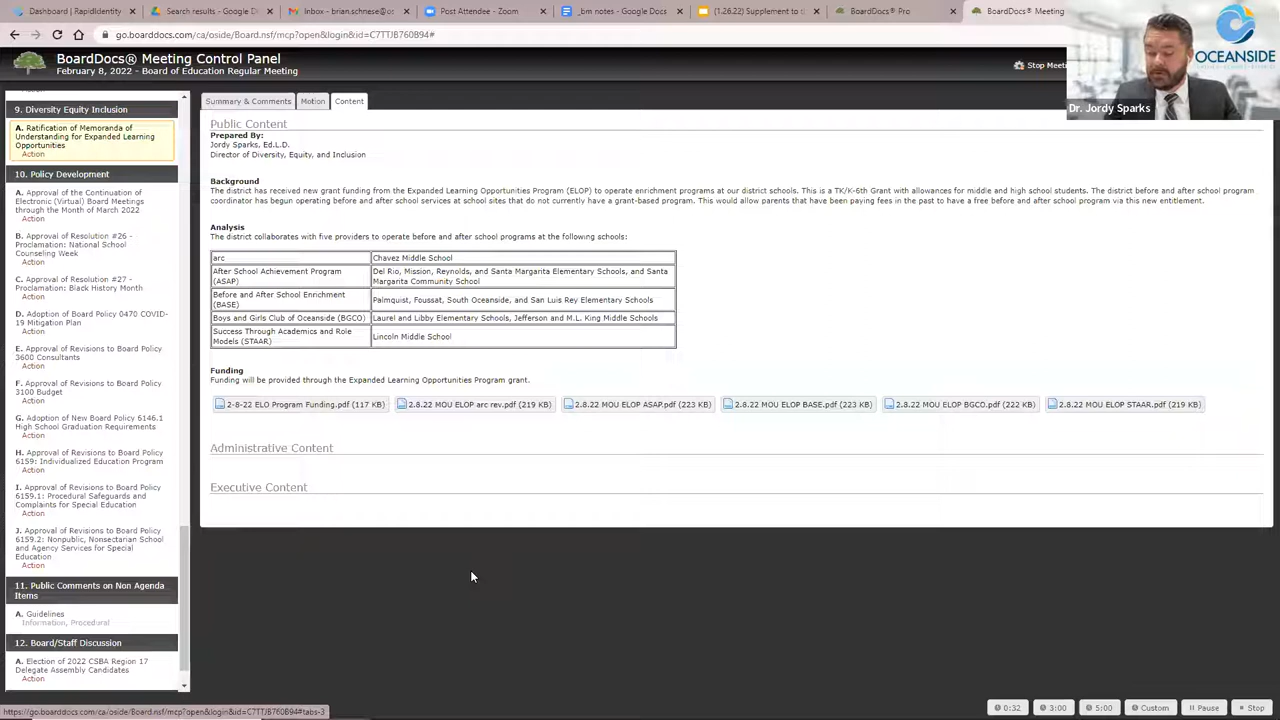 Dashboard | RapidIdentity
Search results - Google D
Inbox - brian.schnese@o
Post Attendee - Zoom
_bm notes - Google Docs
(1.26.22) Supplement to t
BoardDocs® Pro
BoardDocs® Meeting
go.boarddocs.com/ca/oside/Board.nsf/mcp?open&login&id=C7TTJB760B94#
BoardDocs® Meeting Control Panel
February 8, 2022 - Board of Education Regular Meeting
Stop Meeti
OCEANSIDE
Dr. Jordy Sparks
9. Diversity Equity Inclusion
A. Ratification of Memoranda of
Understanding for Expanded Learning
Opportunities
Action
10. Policy Development
A. Approval of the Continuation of
Electronic (Virtual) Board Meetings
through the Month of March 2022
Action
B. Approval of Resolution #26 -
Proclamation: National School
Counseling Week
Action
C. Approval of Resolution #27 -
Proclamation: Black History Month
Action
D. Adoption of Board Policy 0470 COVID-
19 Mitigation Plan
Action
E. Approval of Revisions to Board Policy
3600 Consultants
Action
F. Approval of Revisions to Board Policy
3100 Budget
Action
G. Adoption of New Board Policy 6146.1
High School Graduation Requirements
Action
H. Approval of Revisions to Board Policy
6159: Individualized Education Program
Action
I. Approval of Revisions to Board Policy
6159.1: Procedural Safeguards and
Complaints for Special Education
Action
J. Approval of Revisions to Board Policy
6159.2: Nonpublic, Nonsectarian School
and Agency Services for Special
Education
Action
11. Public Comments on Non Agenda
Items
A. Guidelines
Information, Procedural
12. Board/Staff Discussion
A. Election of 2022 CSBA Region 17
Delegate Assembly Candidates
Action
Summary & Comments Motion Content
Public Content
Prepared By:
Jordy Sparks, Ed.L.D.
Director of Diversity, Equity, and Inclusion
Background
The district has received new grant funding from the Expanded Learning Opportunities Program (ELOP) to operate enrichment programs at our district schools. This is a TK/K-6th Grant with allowances for middle and high school students. The district before and after school program
coordinator has begun operating before and after school services at school sites that do not currently have a grant-based program. This would allow parents that have been paying fees in the past to have a free before and after school program via this new entitlement.
Analysis
The district collaborates with five providers to operate before and after school programs at the following schools:
arc Chavez Middle School
After School Achievement Program
(ASAP)
Del Rio, Mission, Reynolds, and Santa Margarita Elementary Schools, and Santa
Margarita Community School
Before and After School Enrichment
(BASE)
Palmquist, Foussat, South Oceanside, and San Luis Rey Elementary Schools
Boys and Girls Club of Oceanside (BGCO) Laurel and Libby Elementary Schools, Jefferson and M.L. King Middle Schools
Success Through Academics and Role
Models (STAAR)
Lincoln Middle School
Funding
Funding will be provided through the Expanded Learning Opportunities Program grant.
2-8-22 ELO Program Funding.pdf (117 KB)
2.8.22 MOU ELOP arc rev.pdf (219 KB)
2.8.22 MOU ELOP ASAP.pdf (223 KB)
2.8.22 MOU ELOP BASE.pdf (223 KB)
2.8.22 MOU ELOP BGCO.pdf (222 KB)
2.8.22 MOU ELOP STAAR.pdf (219 KB)
Administrative Content
Executive Content
https://go.boarddocs.com/ca/oside/Board.nsf/mcp?open&login&id=C7TTJB760B94#tabs-3
0:32 3:00 5:00 Custom Pause Stop